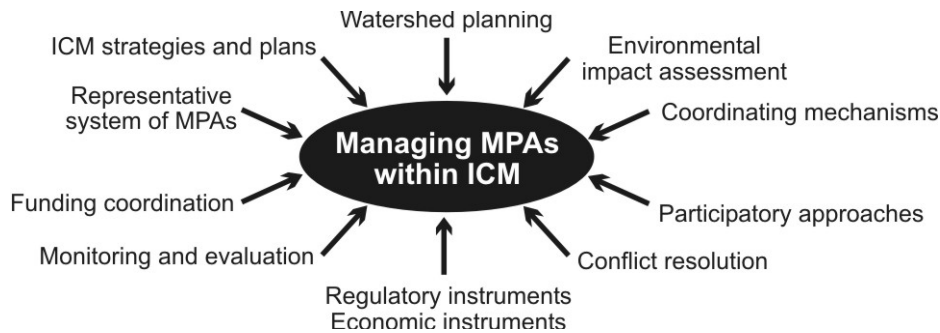 Watershed planning
ICM strategies and plans
Environmental
impact assessment
Representative
system of MPAs
Coordinating mechanisms
Managing MPAs
within ICM
Funding coordination
Participatory approaches
Monitoring and evaluation
Conflict resolution
Regulatory instruments
Economic instruments